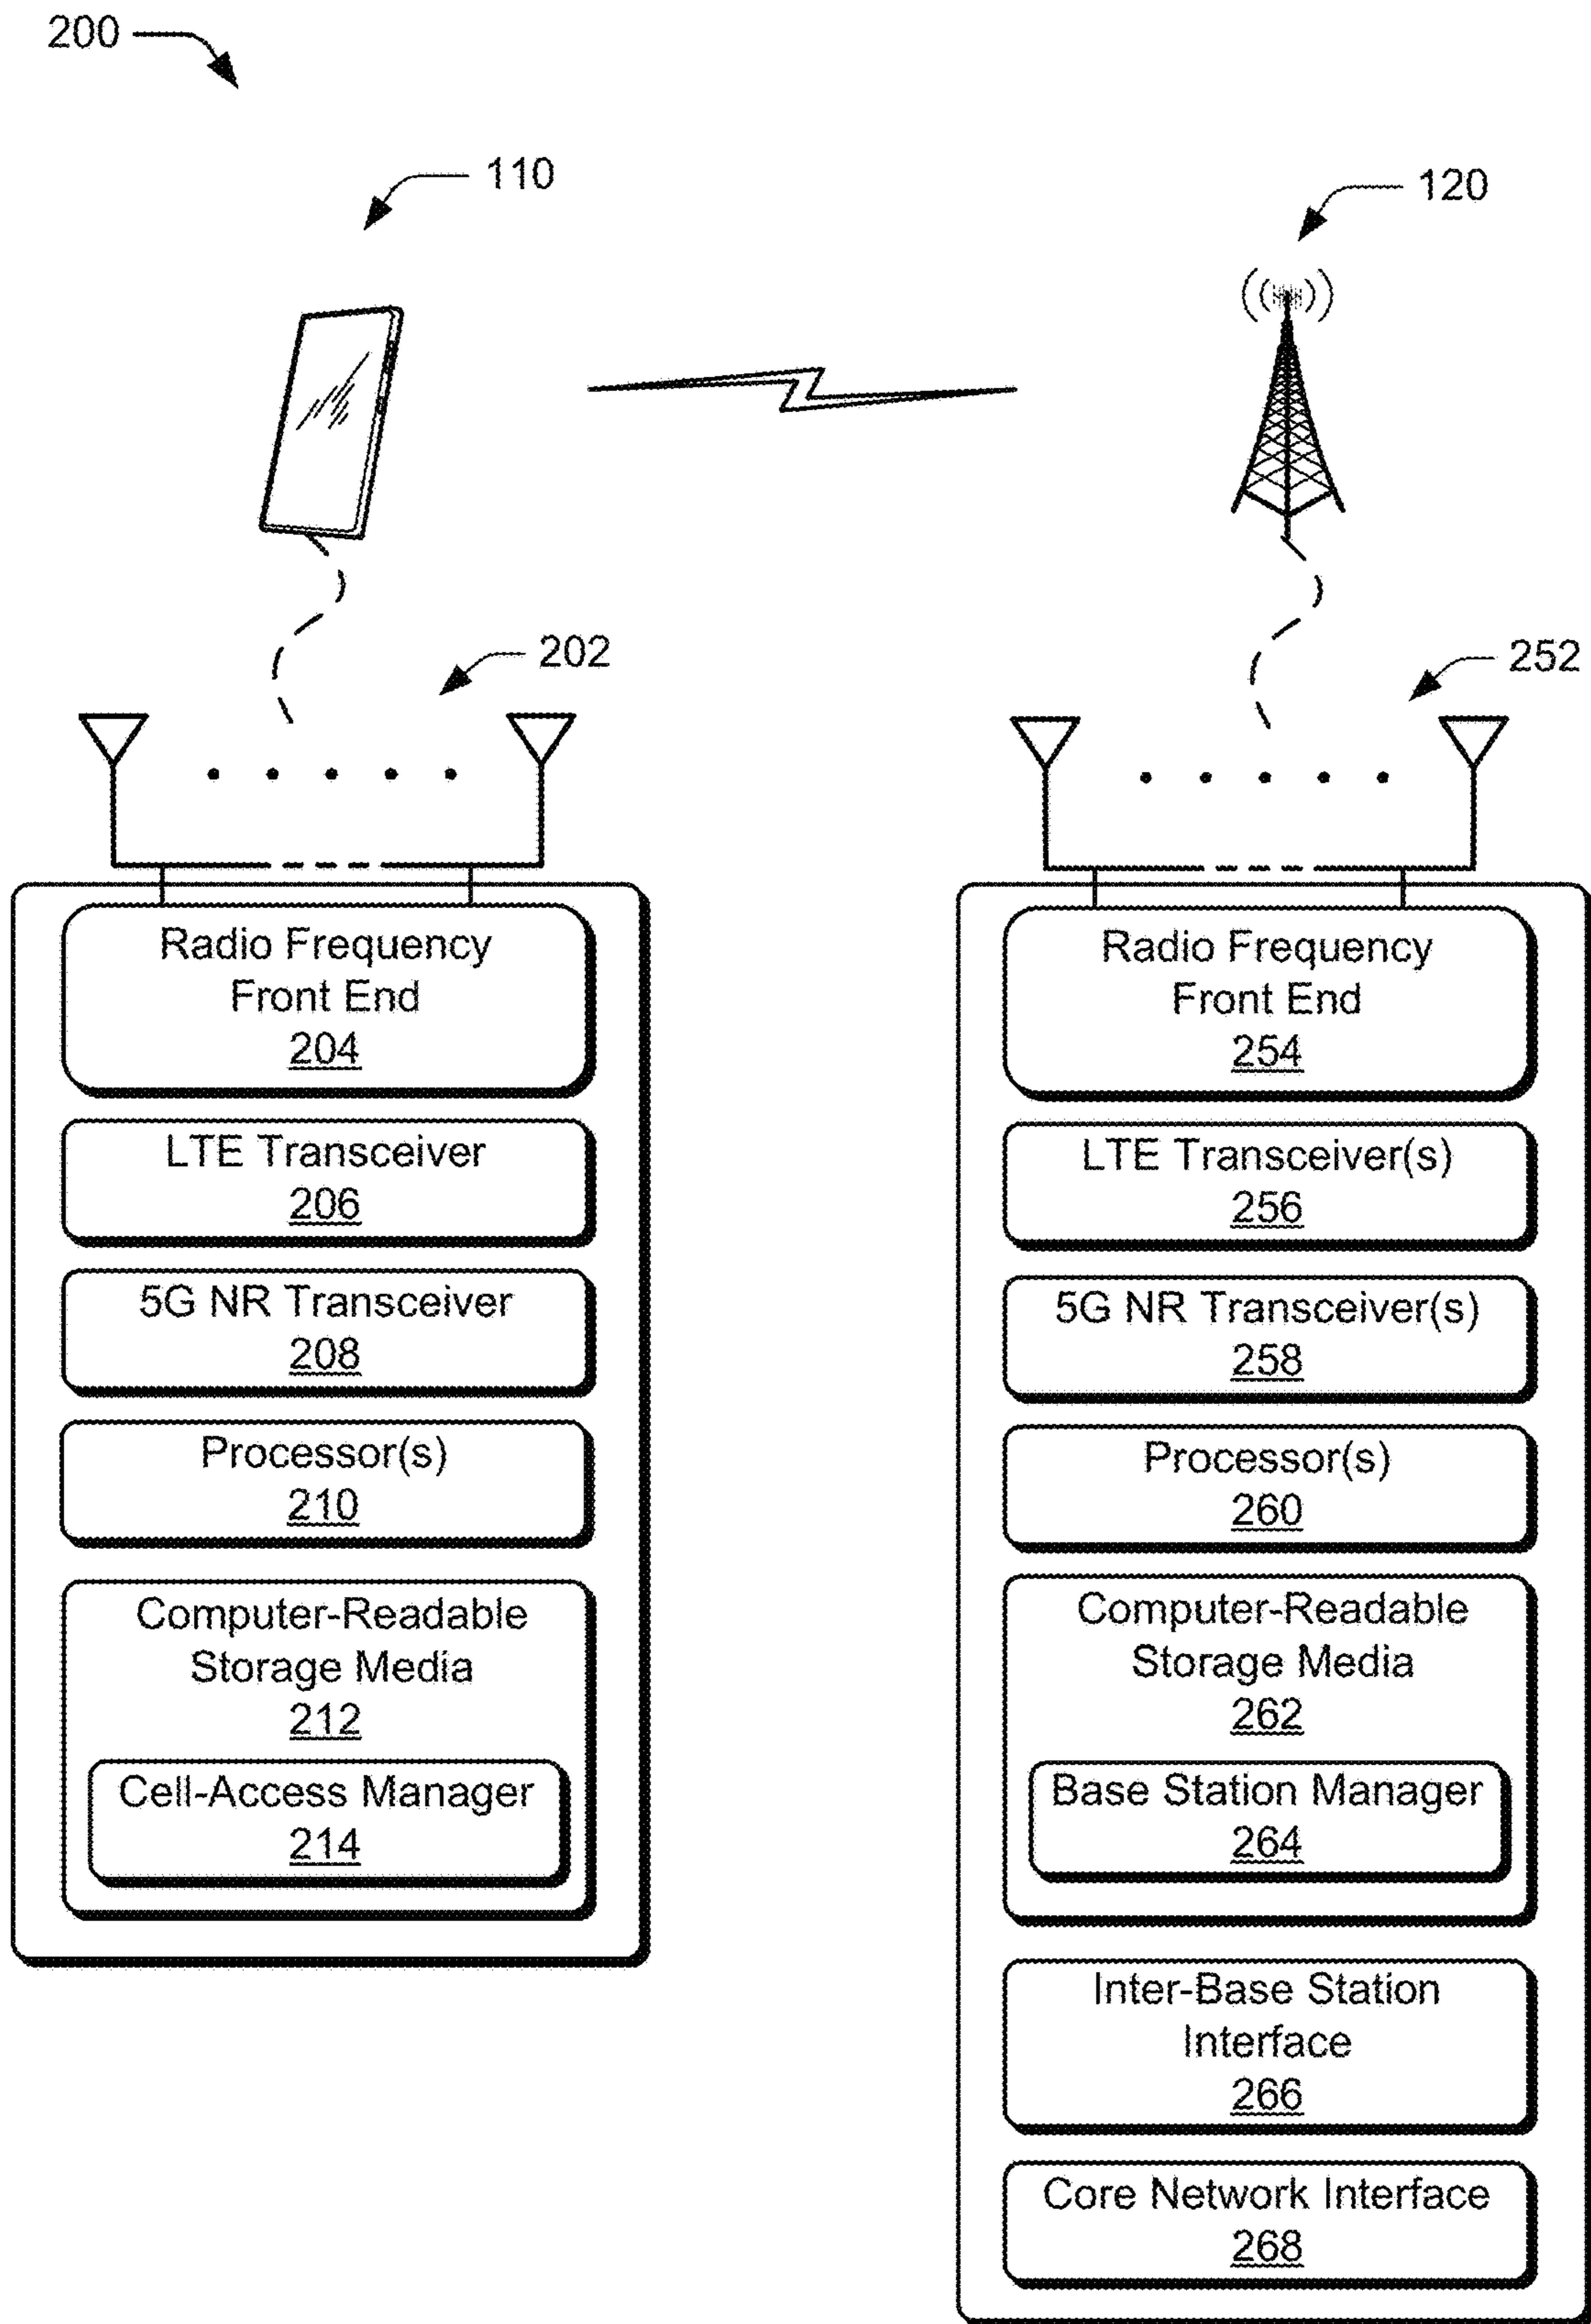 200
110
120
202
252
Radio Frequency
Front End
204
LTE Transceiver
206
5G NR Transceiver
208
Processor(s)
210
Computer-Readable
Storage Media
212
Cell-Access Manager
214
Radio Frequency
Front End
254
LTE Transceiver(s)
256
5G NR Transceiver(s)
258
Processor(s)
260
Computer-Readable
Storage Media
262
Base Station Manager
264
Inter-Base Station
Interface
266
Core Network Interface
268